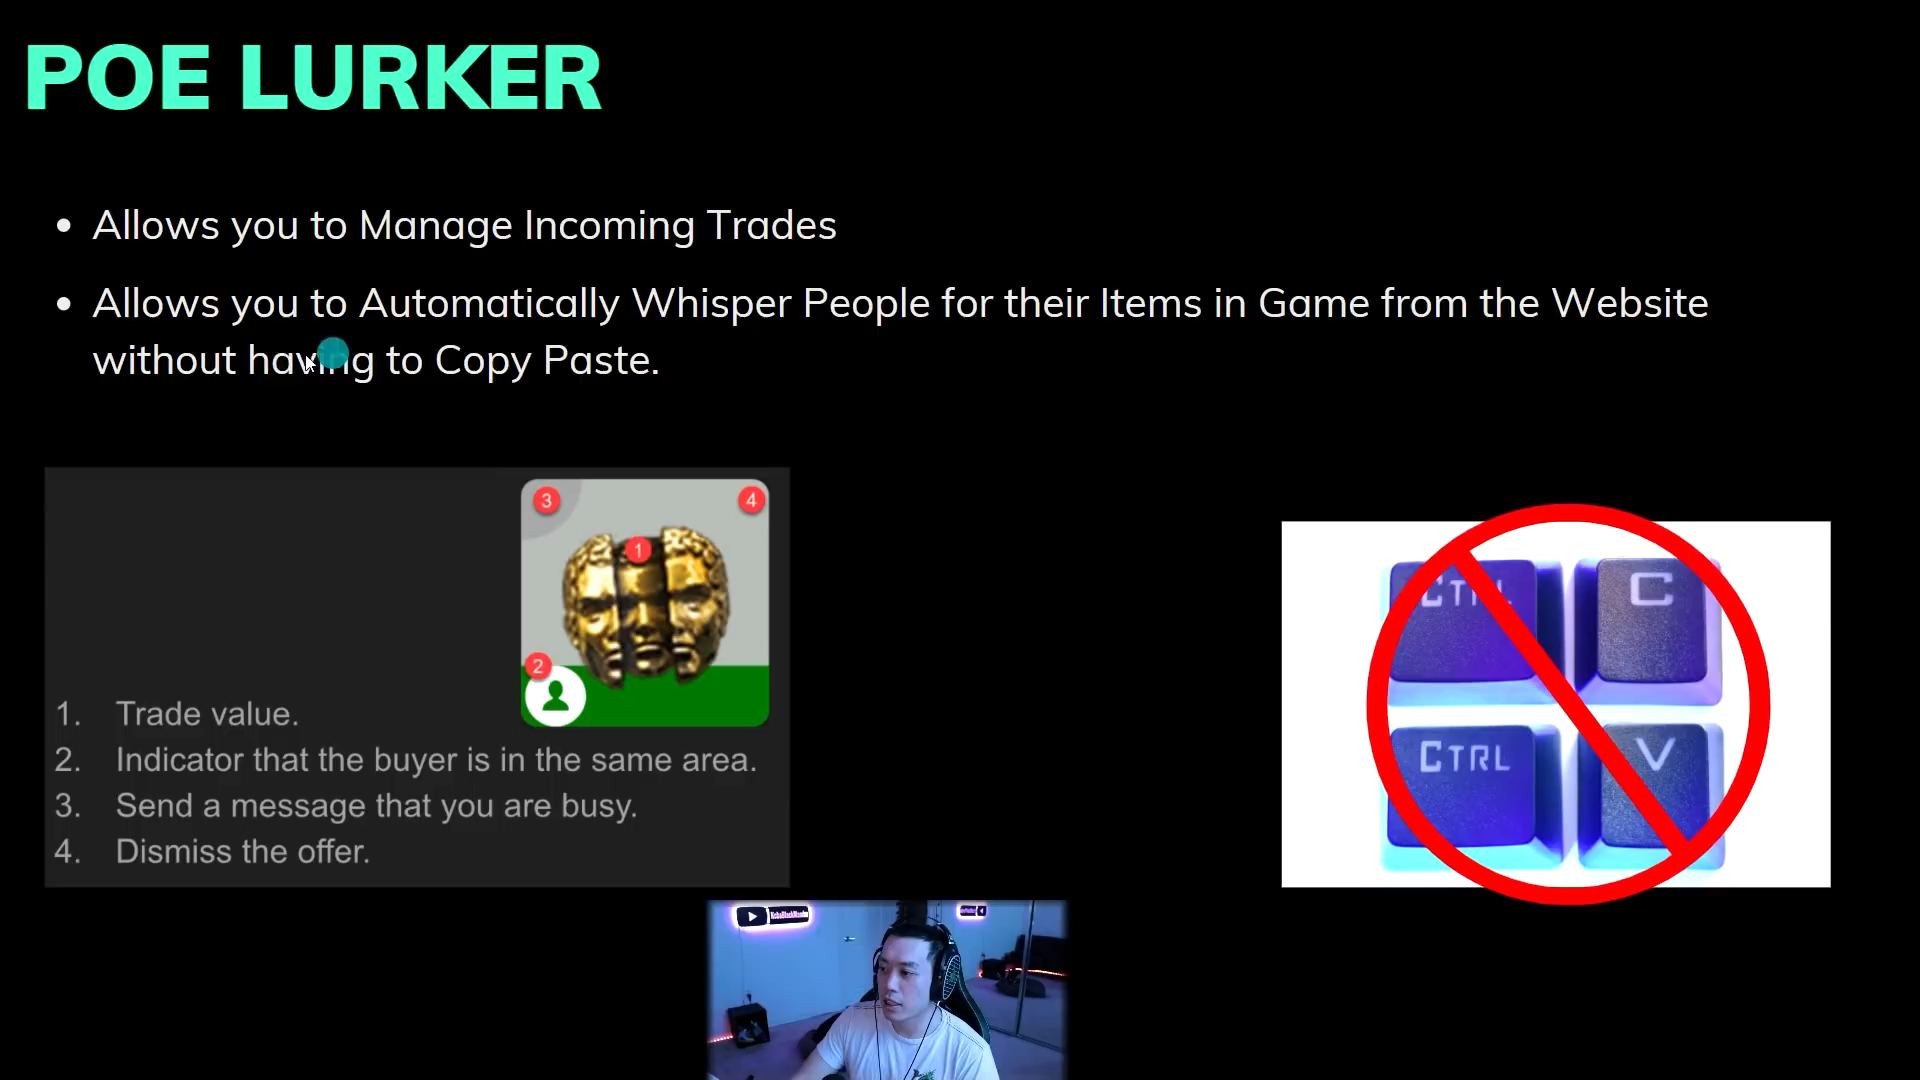 POE LURKER
• Allows you to Manage Incoming Trades
• Allows you to Automatically Whisper People for their Items in Game from the Website
without having to Copy Paste.
3
4
1
2
1. Trade value.
2. Indicator that the buyer is in the same area.
3. Send a message that you are busy.
4. Dismiss the offer.
CTRL
C
CTRL
V